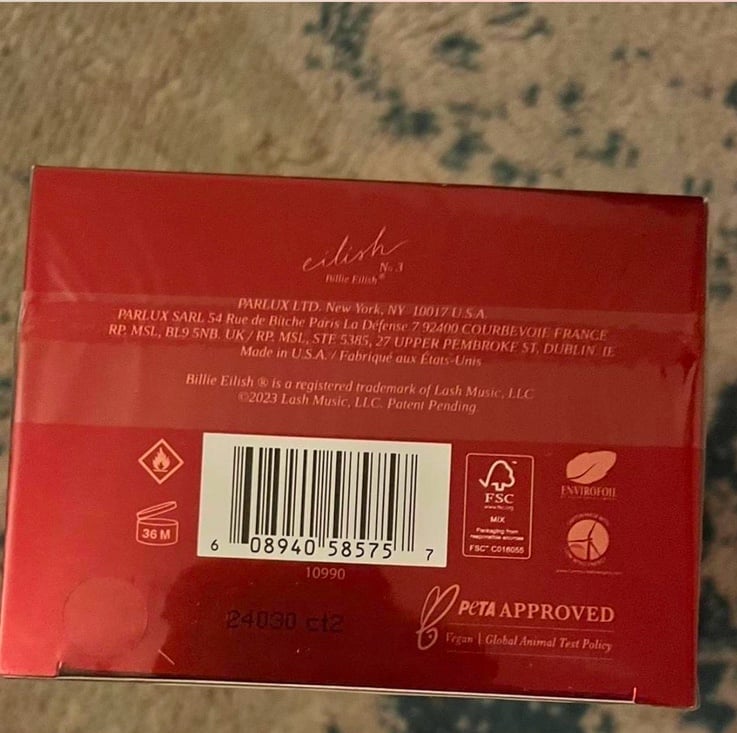 eilish
No. 3
Billie Eilish®
PARLUX LTD. New York, NY 10017 U.S.A.
PARLUX SARL 54 Rue de Bitche Paris La Défense 7 92400 COURBEVOIE FRANCE
RP. MSL, BL9 5NB. UK / RP. MSL, STE 5385, 27 UPPER PEMBROKE ST, DUBLIN IE
Made in U.S.A. / Fabriqué aux États-Unis
Billie Eilish ® is a registered trademark of Lash Music, LLC
©2023 Lash Music, LLC. Patent Pending
36 M
6 08940 58575 7
10990
FSC
www.fsc.org
MIX
Packaging from
responsible sources
FSC™ C016055
ENVIROFOIL
24030 ct2
PETA APPROVED
Vegan | Global Animal Test Policy